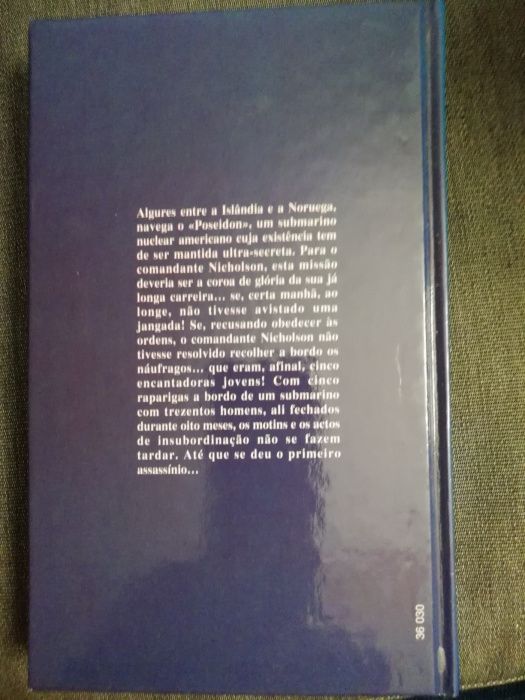 Algures entre a Islândia e a Noruega,
navega o «Poseidon», um submarino
nuclear americano cuja existência tem
de ser mantida ultra-secreta. Para o
comandante Nicholson, esta missão
deveria ser a coroa de glória da sua já
longa carreira... se, certa manhã, ao
longe, não tivesse avistado uma
jangada! Se, recusando obedecer às
ordens, o comandante Nicholson não
tivesse resolvido recolher a bordo os
náufragos... que eram, afinal, cinco
encantadoras jovens! Com cinco
raparigas a bordo de um submarino
com trezentos homens, ali fechados
durante oito meses, os motins e os actos
de insubordinação não se fazem
tardar. Até que se deu o primeiro
assassínio...
36 030